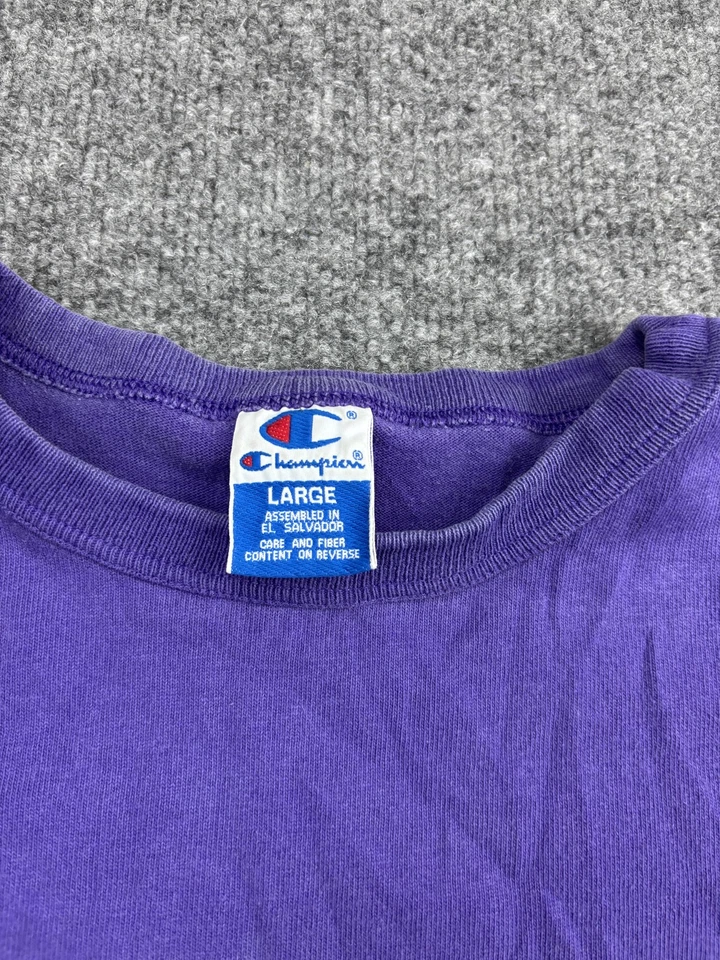 ®
Champion®
LARGE
ASSEMBLED IN
EL SALVADOR
CARE AND FIBER
CONTENT ON REVERSE